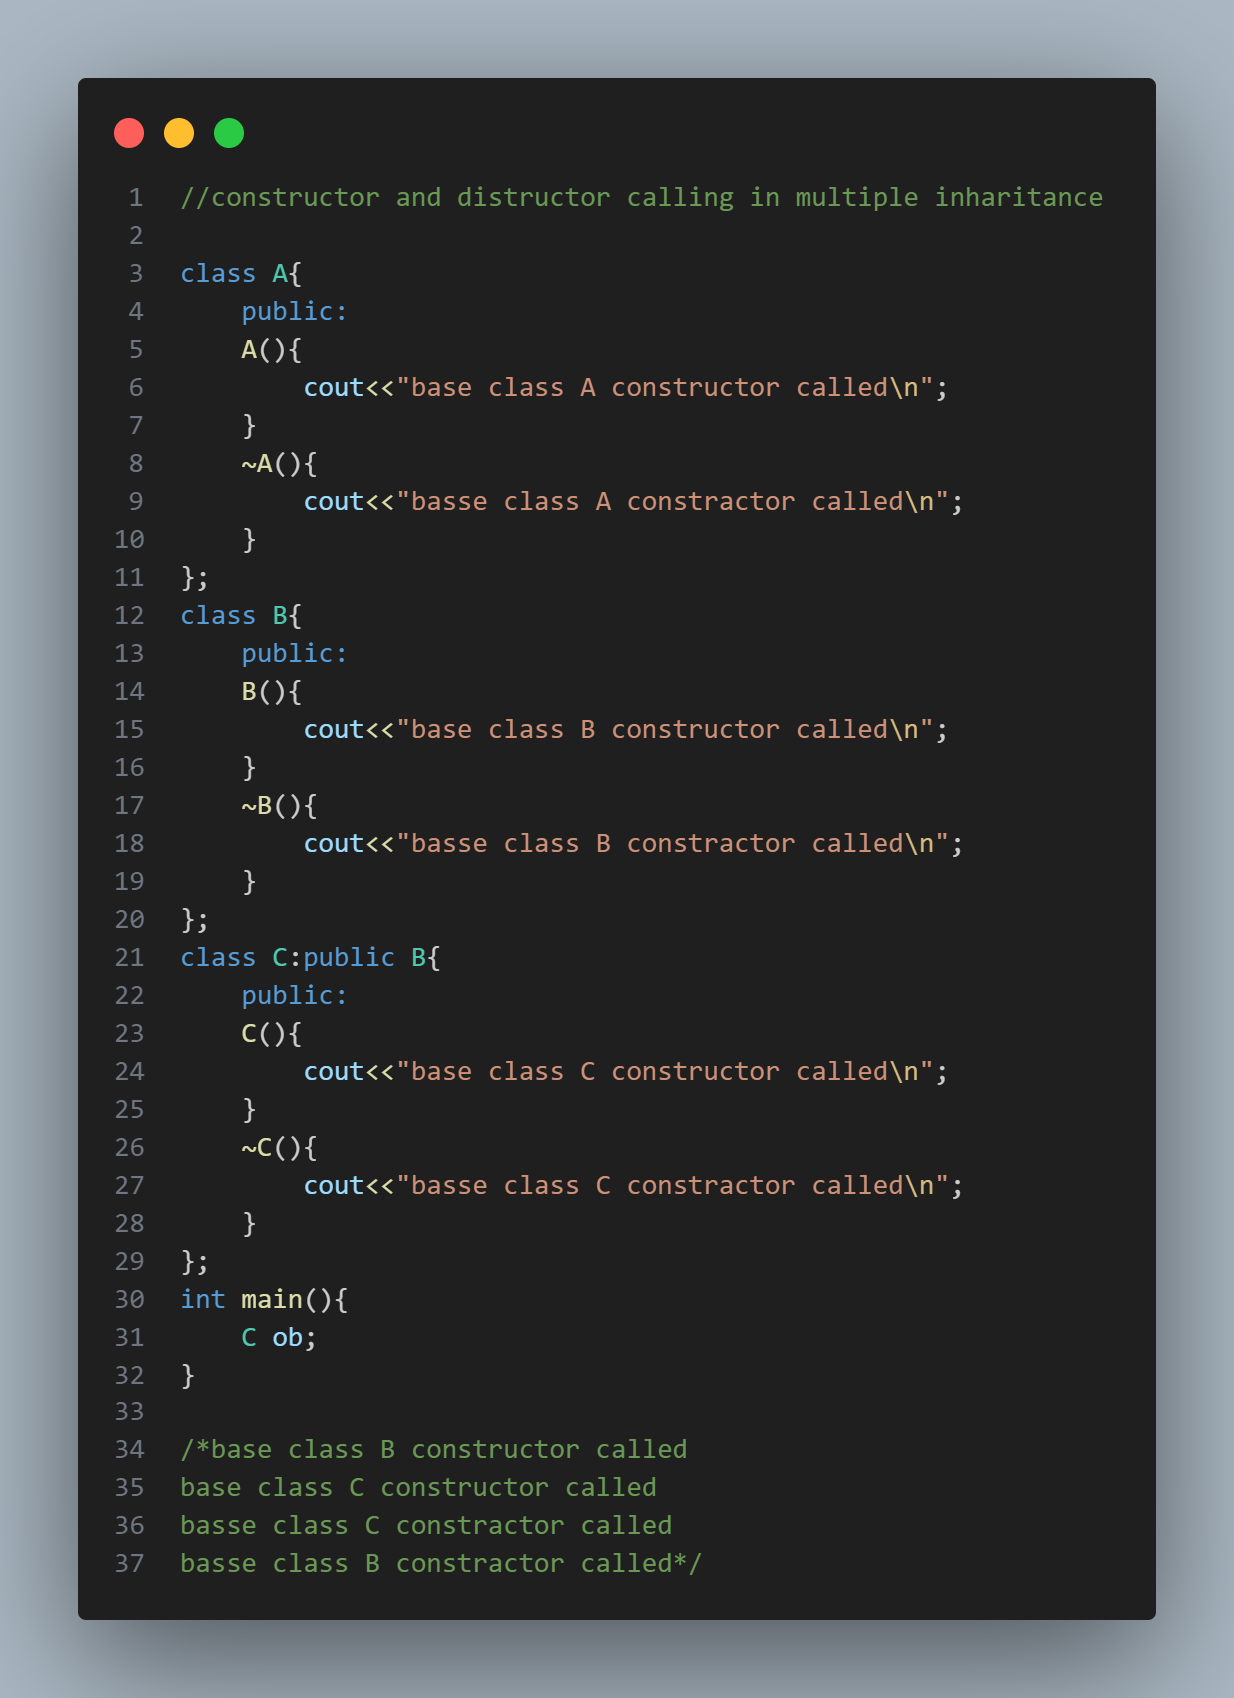 1 //constructor and distructor calling in multiple inharitance
2
3 class A{
4     public:
5     A(){
6         cout<<"base class A constructor called\n";
7     }
8     ~A(){
9         cout<<"basse class A constractor called\n";
10     }
11 };
12 class B{
13     public:
14     B(){
15         cout<<"base class B constructor called\n";
16     }
17     ~B(){
18         cout<<"basse class B constractor called\n";
19     }
20 };
21 class C:public B{
22     public:
23     C(){
24         cout<<"base class C constructor called\n";
25     }
26     ~C(){
27         cout<<"basse class C constractor called\n";
28     }
29 };
30 int main(){
31     C ob;
32 }
33
34 /*base class B constructor called
35 base class C constructor called
36 basse class C constractor called
37 basse class B constractor called*/